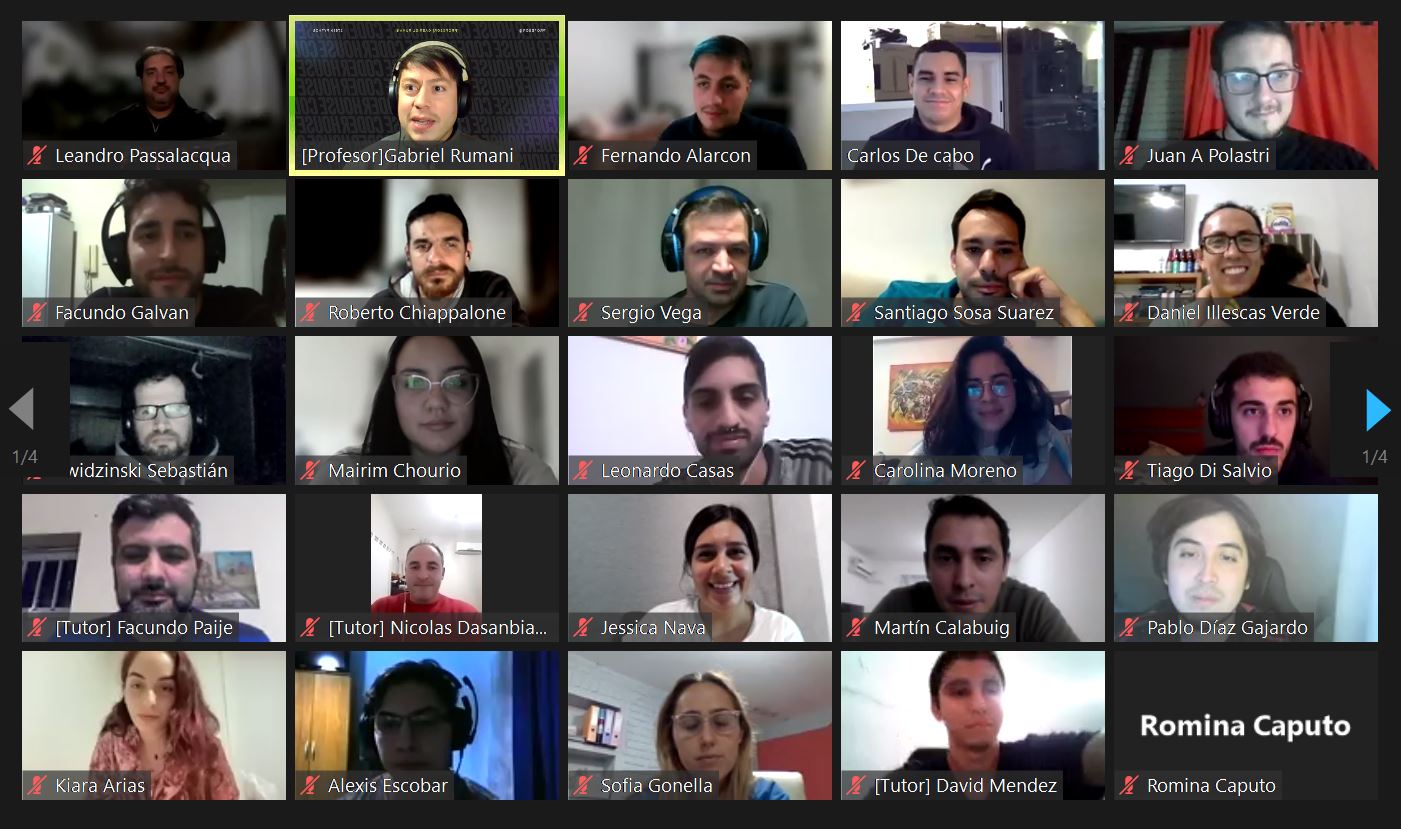 Leandro Passalacqua
[Profesor]Gabriel Rumani
Fernando Alarcon
Carlos De cabo
Juan A Polastri
Facundo Galvan
Roberto Chiappalone
Sergio Vega
Santiago Sosa Suarez
Daniel Illescas Verde
1/4
widzinski Sebastián
Mairim Chourio
Leonardo Casas
Carolina Moreno
Tiago Di Salvio
1/4
[Tutor] Facundo Paije
[Tutor] Nicolas Dasanbia...
Jessica Nava
Martín Calabuig
Pablo Díaz Gajardo
Kiara Arias
Alexis Escobar
Sofia Gonella
[Tutor] David Mendez
Romina Caputo
Romina Caputo